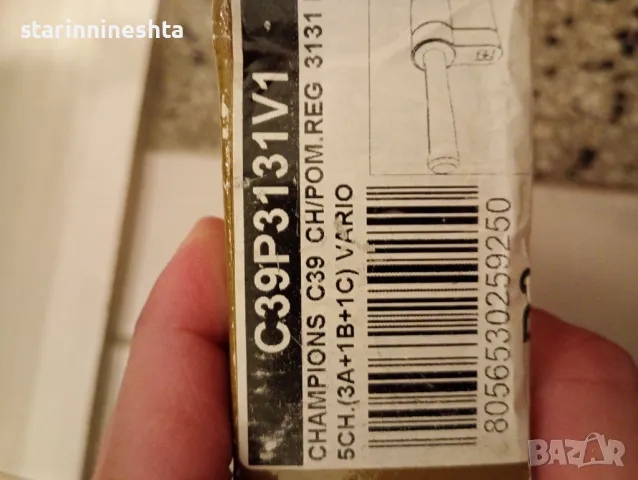 starinnineshta
C39P3131V1
CHAMPIONS C39 CH/POM.REG 3131
5CH.(3A+1B+1C) VARIO
8056530259250
BAZAR